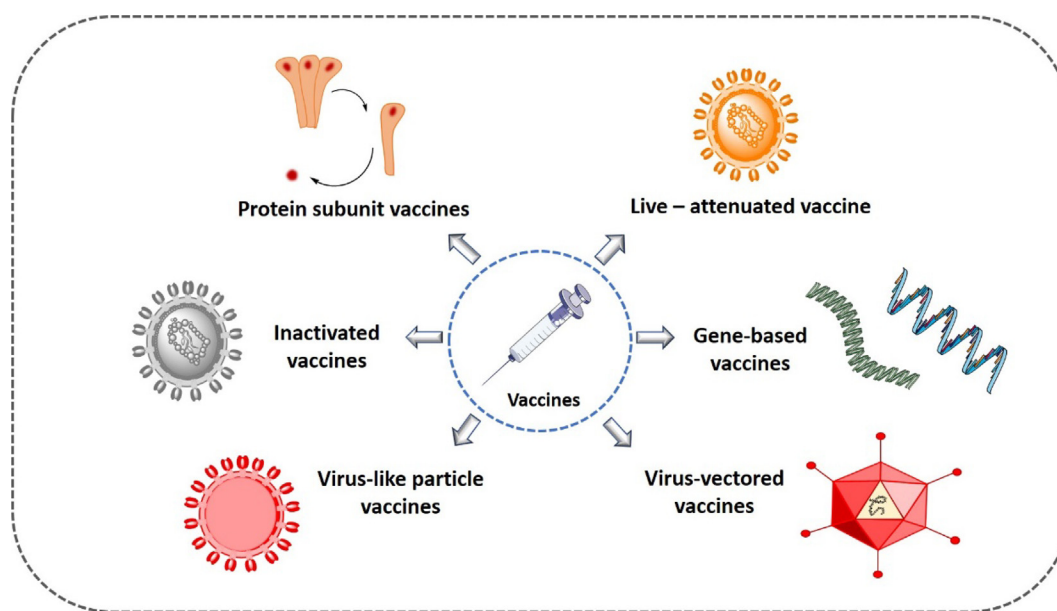 Protein subunit vaccines
Live – attenuated vaccine
Inactivated
vaccines
Gene-based
vaccines
Vaccines
Virus-like particle
vaccines
Virus-vectored
vaccines